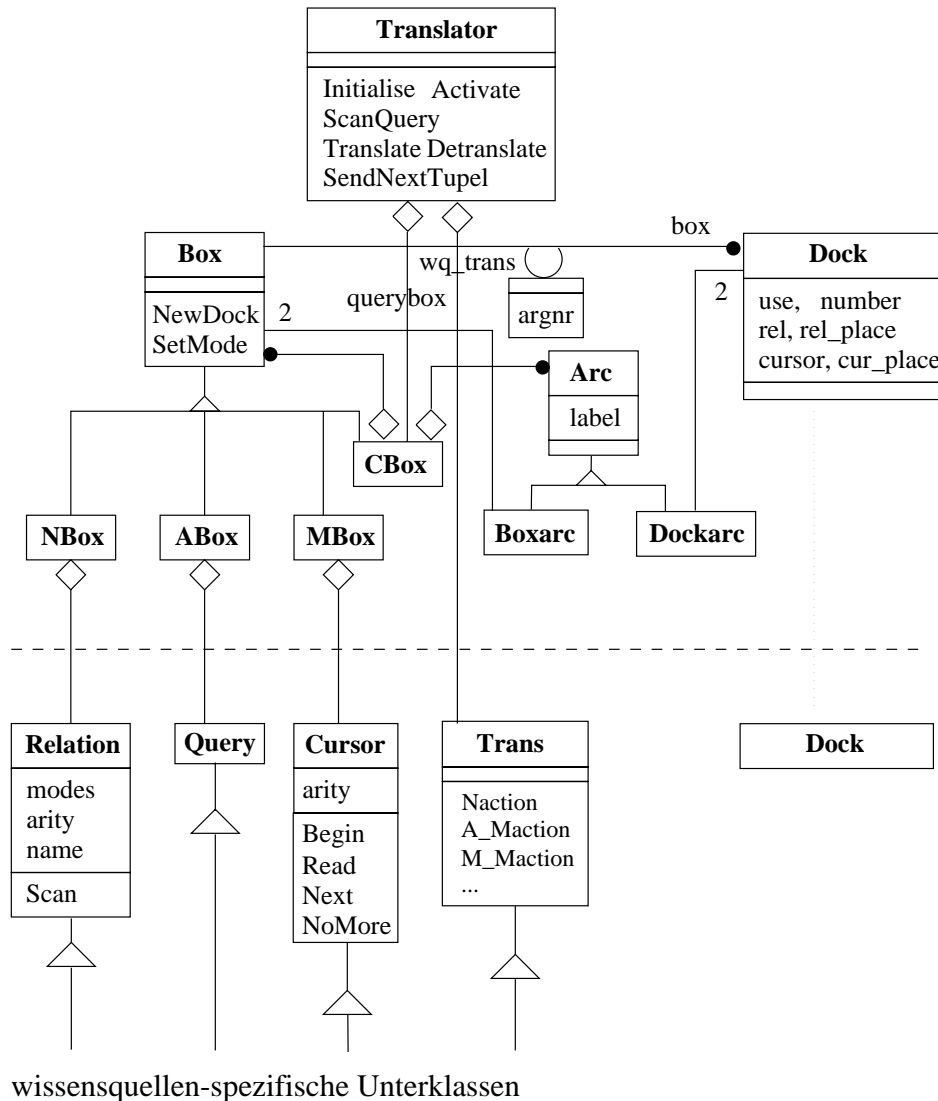 Translator
Initialise Activate
ScanQuery
Translate Detranslate
SendNextTupel
box
Box
Dock
wq_trans
querybox
2
2
NewDock
SetMode
argnr
use, number
rel, rel_place
cursor, cur_place
Arc
label
CBox
NBox
ABox
MBox
Boxarc
Dockarc
Relation
modes
arity
name
Scan
Query
Cursor
arity
Begin
Read
Next
NoMore
Trans
Naction
A_Maction
M_Maction
...
Dock
wissensquellen-spezifische Unterklassen